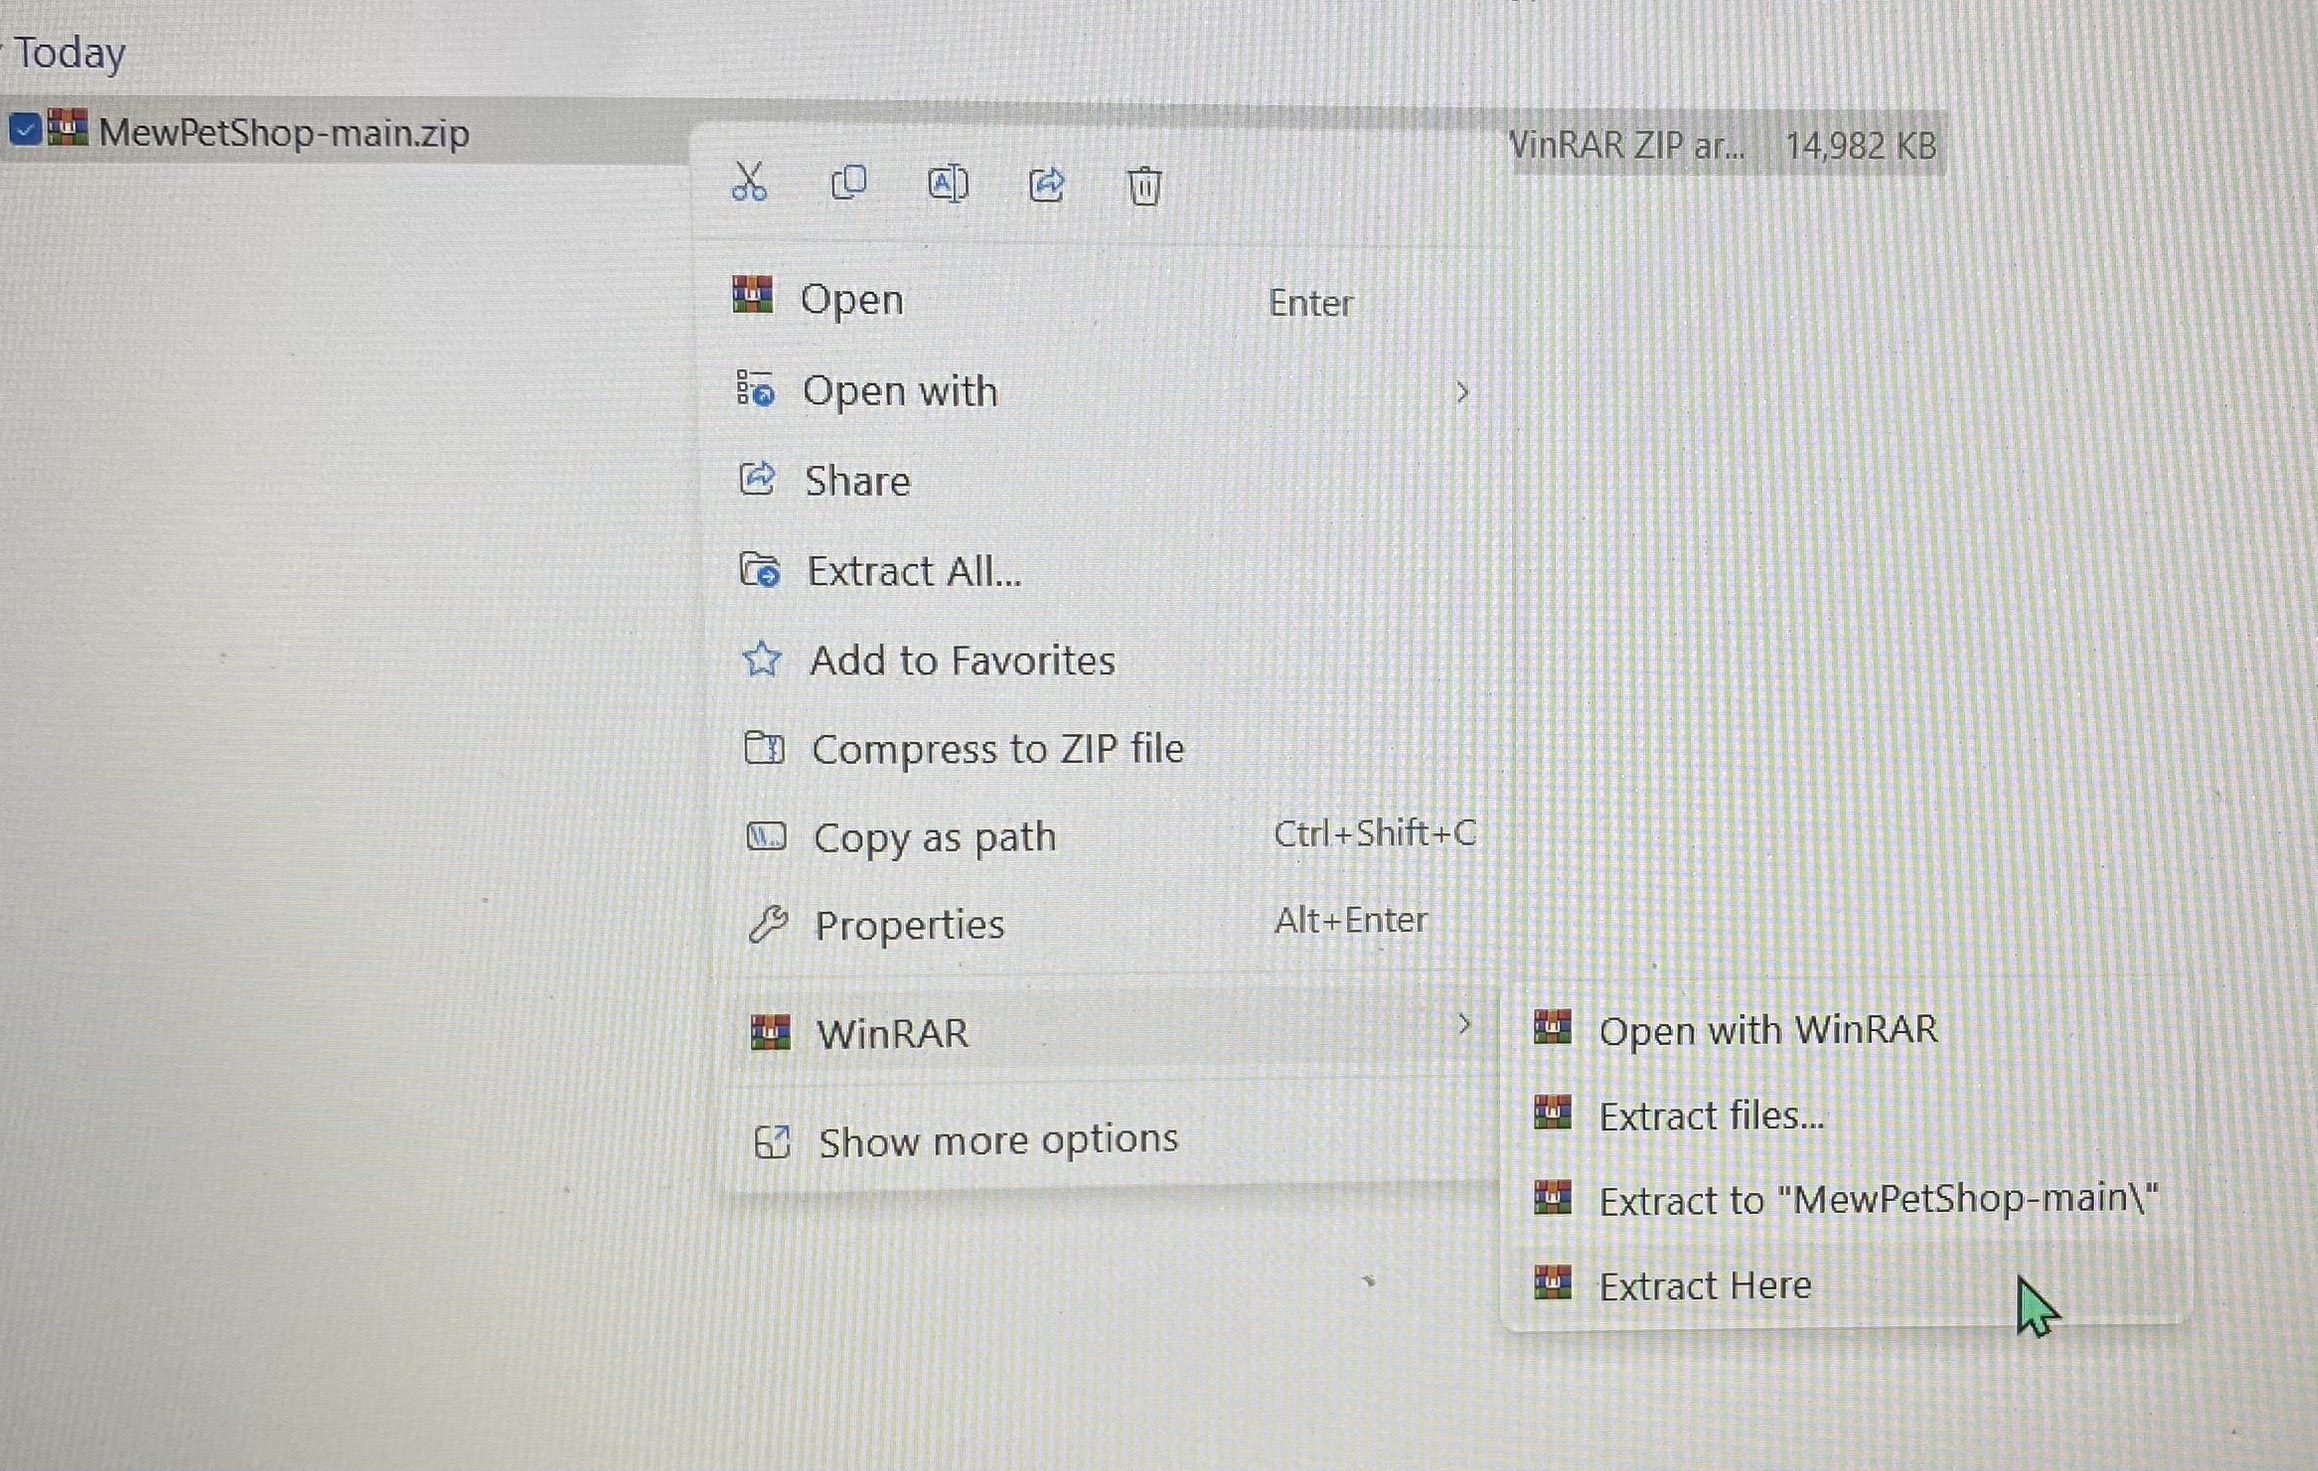 Today
MewPetShop-main.zip
WinRAR ZIP ar... 14,982 KB
Open Enter
Open with
Share
Extract All...
Add to Favorites
Compress to ZIP file
Copy as path Ctrl+Shift+C
Properties Alt+Enter
WinRAR
Open with WinRAR
Extract files...
Extract to "MewPetShop-main\"
Extract Here
Show more options